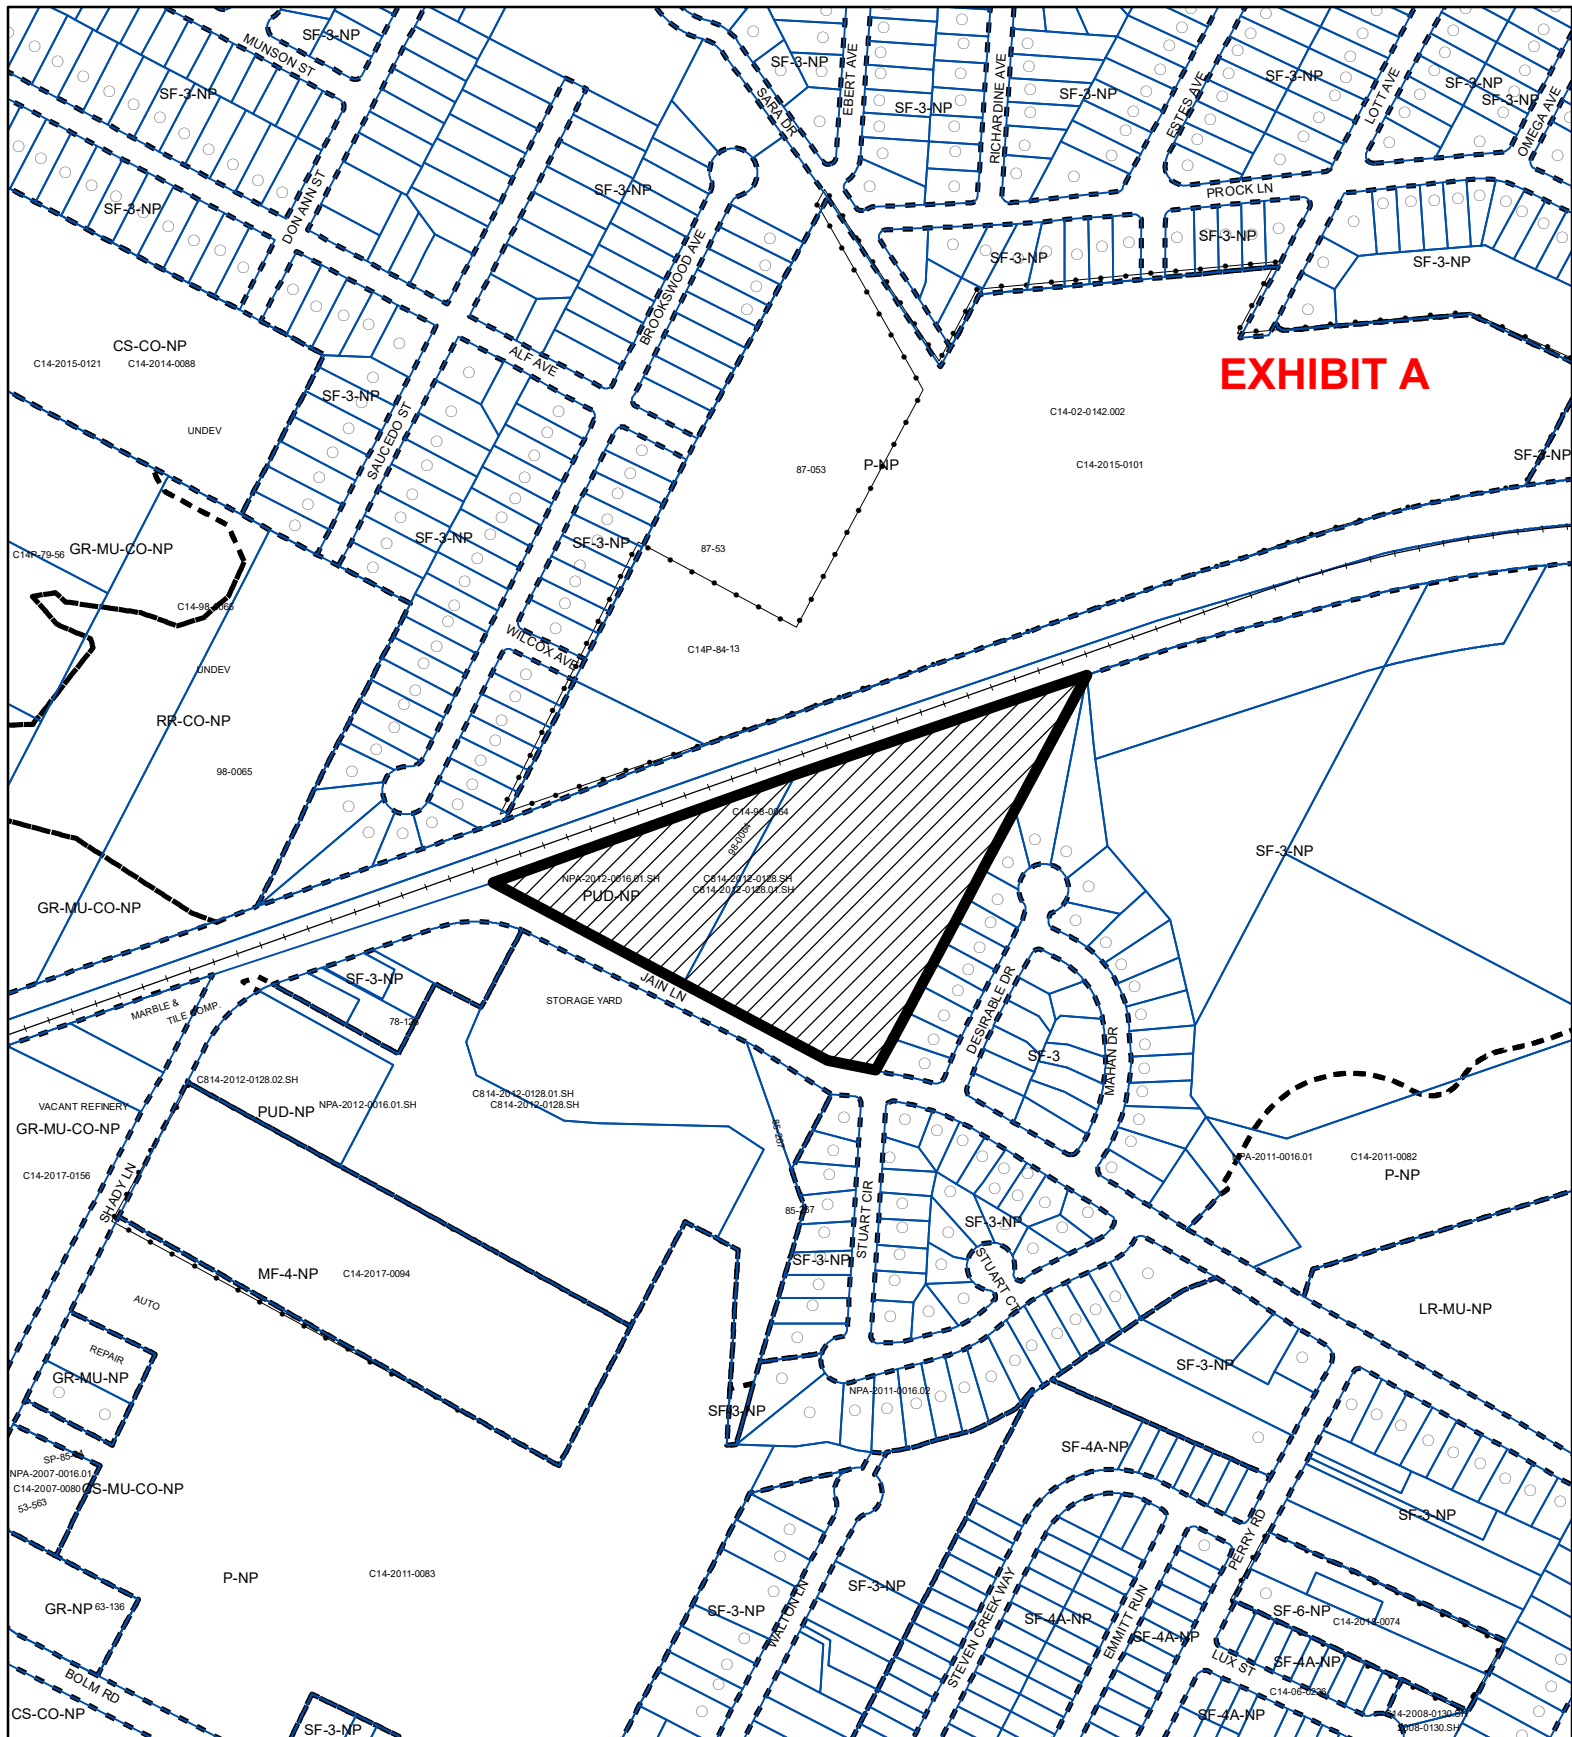 SF-3-NP
MUNSON ST
SF-3-NP
SF-3-NP
DON ANN ST
SF-3-NP
BROOKSWOOD AVE
SARA DR
SF-3-NP
EBERT AVE
SF-3-NP
RICHARDINE AVE
SF-3-NP
ESTES AVE
SF-3-NP
LOTT AVE
SF-3-NP
SF-3-NP
OMEGA AVE
PROCK LN
SF-3-NP
SF-3-NP
SF-3-NP
CS-CO-NP
C14-2015-0121
C14-2014-0088
ALF AVE
SF-3-NP
SAUCEDO ST
UNDEV
EXHIBIT A
C14-02-0142.002
87-053
P-NP
C14-2015-0101
SF-3-NP
SF-3-NP
SF-3-NP
87-53
C14P-79-56
GR-MU-CO-NP
C14-98-0065
WILCOX AVE
C14P-84-13
UNDEV
RR-CO-NP
98-0065
C14-98-0064
98-0064
NPA-2012-0016.01.SH
PUD-NP
C814-2012-0128.SH
C814-2012-0128.01.SH
SF-3-NP
GR-MU-CO-NP
SF-3-NP
JAIN LN
STORAGE YARD
MARBLE &
TILE COMP.
DESIRABLE DR
SF-3
MAHAN DR
C814-2012-0128.02.SH
PUD-NP
NPA-2012-0016.01.SH
C814-2012-0128.01.SH
C814-2012-0128.SH
VACANT REFINERY
GR-MU-CO-NP
C14-2017-0156
SHADY LN
85-267
85-267
STUART CIR
SF-3-NP
SF-3-NP
STUART CT
C14-2011-0082
P-NP
MF-4-NP
C14-2017-0094
AUTO
REPAIR
GR-MU-NP
LR-MU-NP
SF-3-NP
NPA-2011-0016.02
SF-3-NP
SF-4A-NP
NPA-2007-0016.01
C14-2007-0080
CS-MU-CO-NP
53-563
SF-3-NP
PERRY RD
P-NP
C14-2011-0083
GR-NP
63-136
SF-3-NP
SF-3-NP
WALTON LN
STEVEN CREEK WAY
SF-4A-NP
EMMITT RUN
SF-4A-NP
SF-6-NP
LUX ST
SF-4A-NP
SF-4A-NP
BOLM RD
CS-CO-NP
SF-3-NP